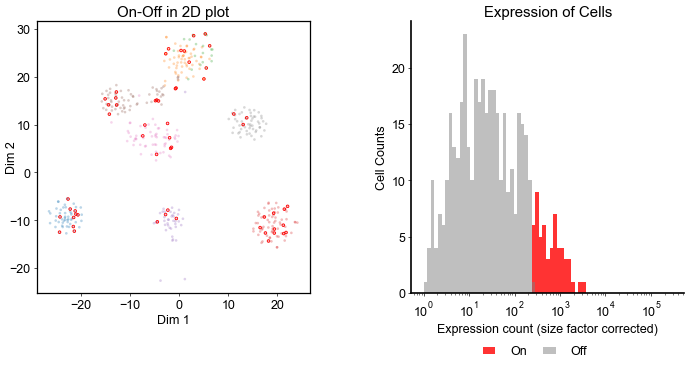 On-Off in 2D plot
30
20
10
0
−10
−20
Dim 2
−20 −10 0 10 20
Dim 1
Expression of Cells
20
15
10
5
0
Cell Counts
10^0 10^1 10^2 10^3 10^4 10^5
Expression count (size factor corrected)
On Off